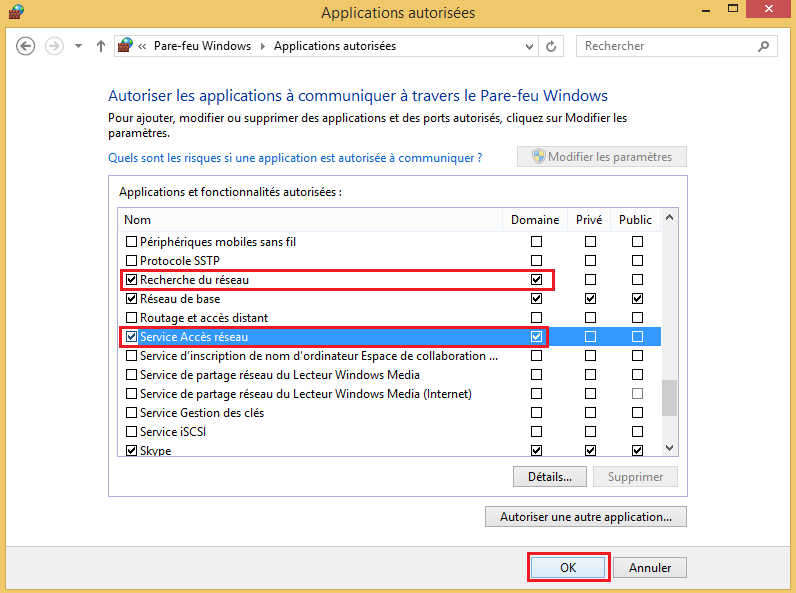 Applications autorisées
« Pare-feu Windows Applications autorisées
Rechercher
Autoriser les applications à communiquer à travers le Pare-feu Windows
Pour ajouter, modifier ou supprimer des applications et des ports autorisés, cliquez sur Modifier les
paramètres.
Quels sont les risques si une application est autorisée à communiquer ?
Modifier les paramètres
Applications et fonctionnalités autorisées :
Nom Domaine Privé Public
Périphériques mobiles sans fil
Protocole SSTP
Recherche du réseau
Réseau de base
Routage et accès distant
Service Accès réseau
Service d'inscription de nom d'ordinateur Espace de collaboration ...
Service de partage réseau du Lecteur Windows Media
Service de partage réseau du Lecteur Windows Media (Internet)
Service Gestion des clés
Service iSCSI
Skype
Détails... Supprimer
Autoriser une autre application...
OK Annuler